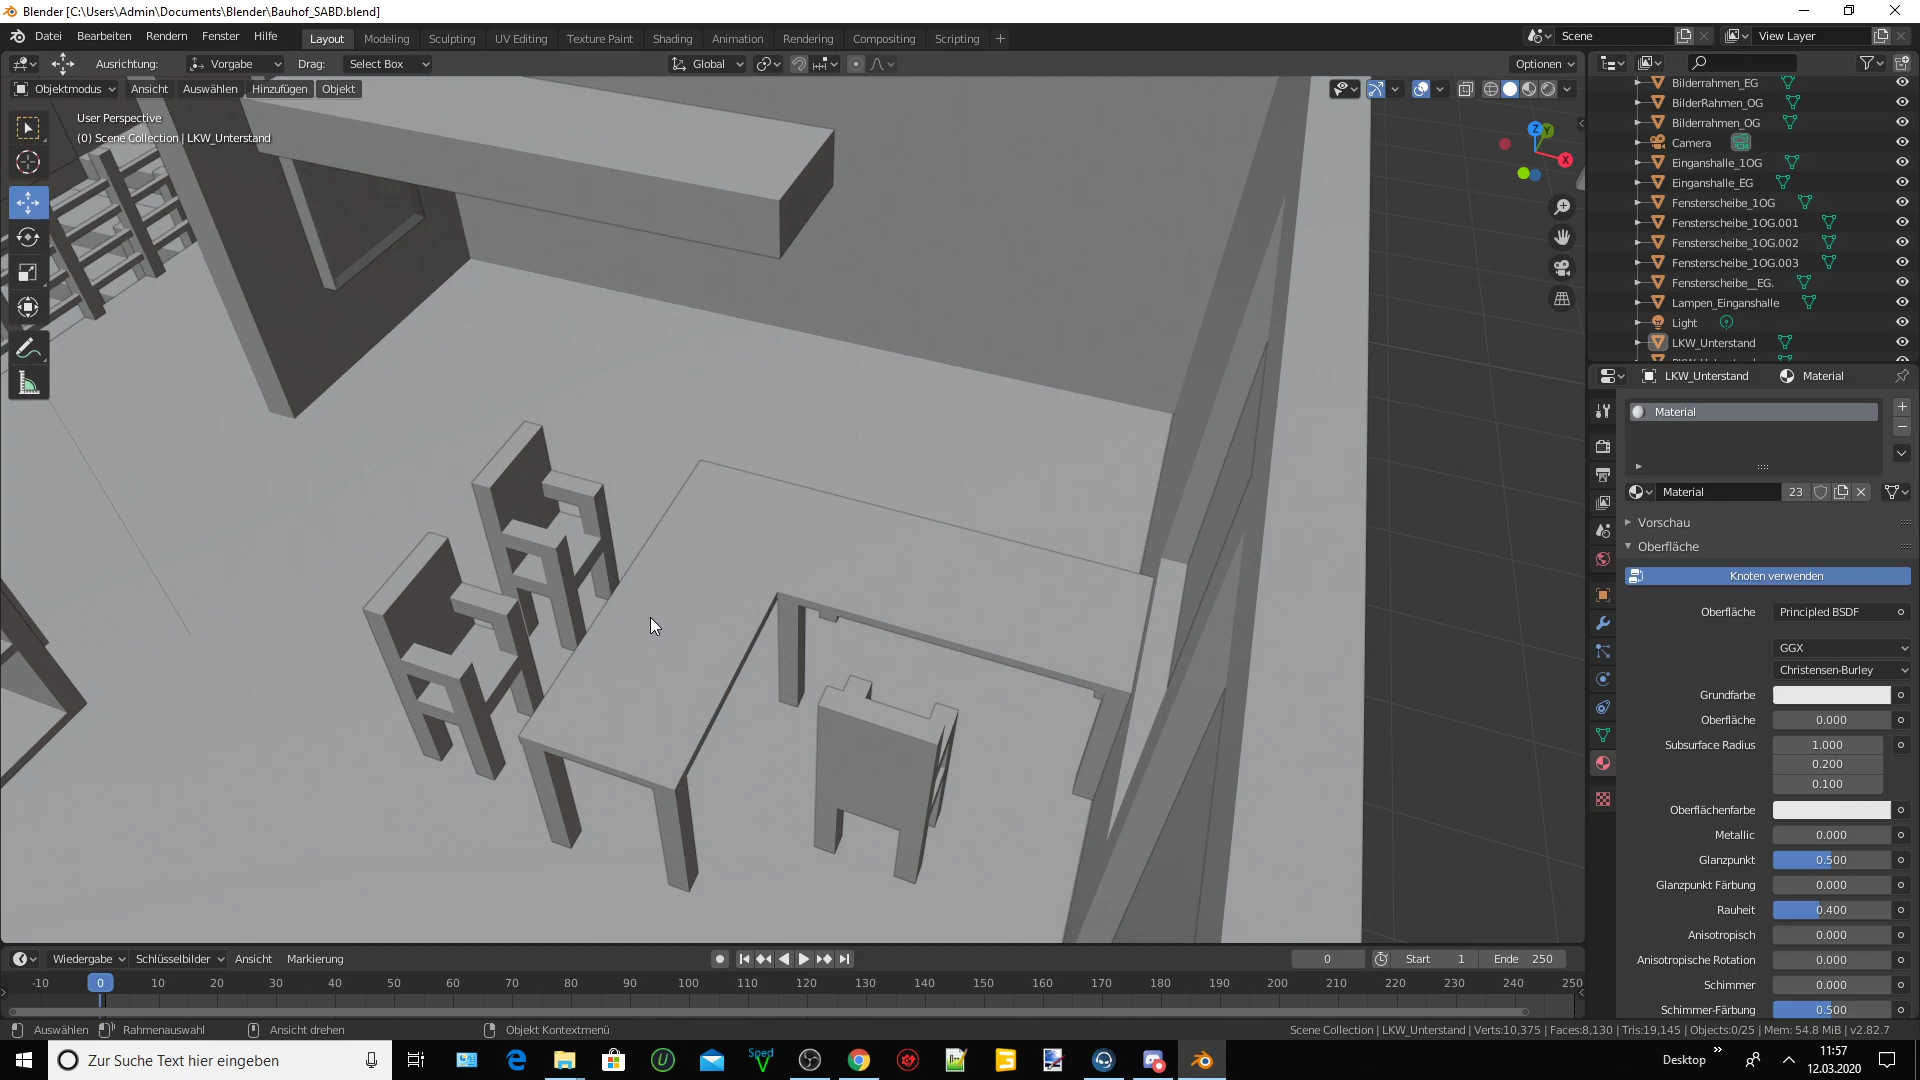 Blender [C:\Users\Admin\Documents\Blender\Bauhof_SABD.blend]
Datei Bearbeiten Rendern Fenster Hilfe Layout Modeling Sculpting UV Editing Texture Paint Shading Animation Rendering Compositing Scripting + Scene View Layer
Ausrichtung: Vorgabe Drag: Select Box Global Optionen
Objektmodus Ansicht Auswählen Hinzufügen Objekt
User Perspective
(0) Scene Collection | LKW_Unterstand
Z Y X
Bilderrahmen_EG
BilderRahmen_OG
Bilderrahmen_OG
Camera
Einganshalle_1OG
Einganshalle_EG
Fensterscheibe_1OG
Fensterscheibe_1OG.001
Fensterscheibe_1OG.002
Fensterscheibe_1OG.003
Fensterscheibe__EG.
Lampen_Einganshalle
Light
LKW_Unterstand
LKW_Unterstand Material
Material
Material 23
Vorschau
Oberfläche
Knoten verwenden
Oberfläche Principled BSDF
GGX
Christensen-Burley
Grundfarbe
Oberfläche 0.000
Subsurface Radius 1.000
0.200
0.100
Oberflächenfarbe
Metallic 0.000
Glanzpunkt 0.500
Glanzpunkt Färbung 0.000
Rauheit 0.400
Anisotropisch 0.000
Anisotropische Rotation 0.000
Schimmer 0.000
Schimmer-Färbung 0.500
Wiedergabe Schlüsselbilder Ansicht Markierung 0 Start 1 Ende 250
-10 0 10 20 30 40 50 60 70 80 90 100 110 120 130 140 150 160 170 180 190 200 210 220 230 240 250
Auswählen Rahmenauswahl Ansicht drehen Objekt Kontextmenü Scene Collection | LKW_Unterstand | Verts:10,375 | Faces:8,130 | Tris:19,145 | Objects:0/25 | Mem: 54.8 MiB | v2.82.7
Zur Suche Text hier eingeben Sped V Desktop » 11:57
12.03.2020